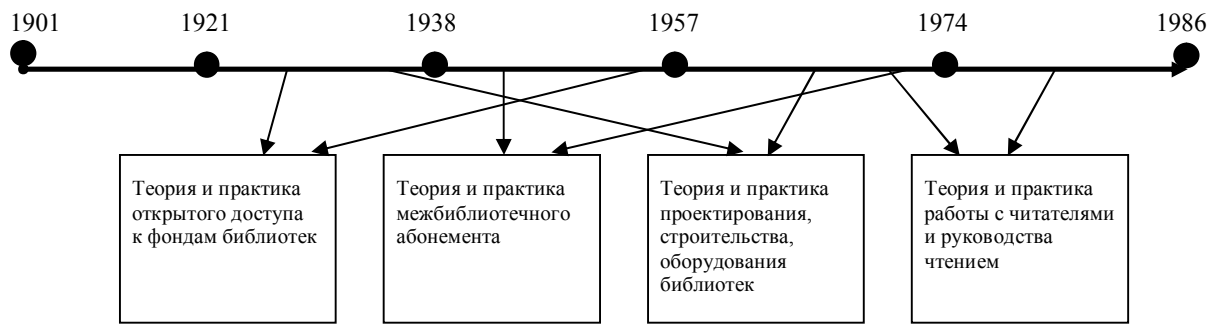 1901 1921 1938 1957 1974 1986
Теория и практика
открытого доступа
к фондам библиотек
Теория и практика
межбиблиотечного
абонемента
Теория и практика
проектирования,
строительства,
оборудования
библиотек
Теория и практика
работы с читателями
и руководства
чтением